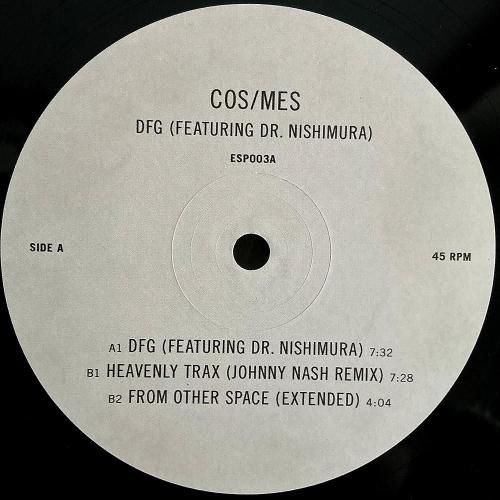 COS/MES
DFG (FEATURING DR. NISHIMURA)
ESP003A
SIDE A
45 RPM
A1 DFG (FEATURING DR. NISHIMURA) 7:32
B1 HEAVENLY TRAX (JOHNNY NASH REMIX) 7:28
B2 FROM OTHER SPACE (EXTENDED) 4:04